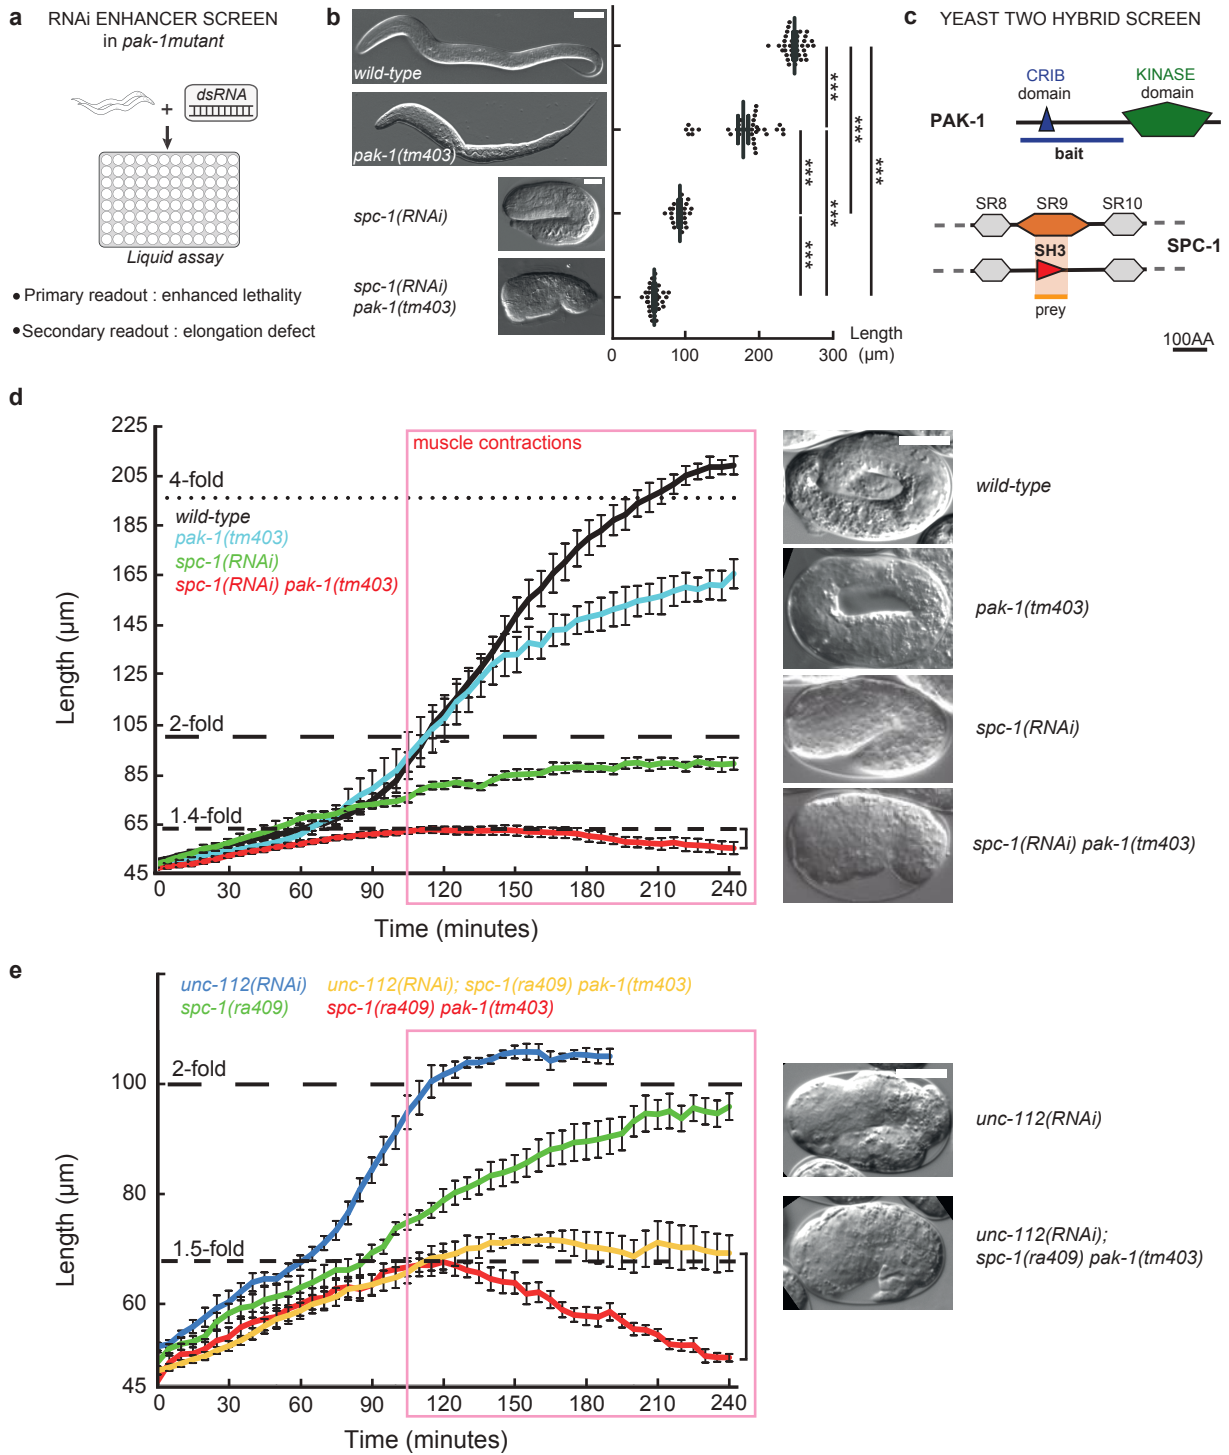 a
RNAi ENHANCER SCREEN
in pak-1mutant
+
dsRNA
Liquid assay
• Primary readout : enhanced lethality
• Secondary readout : elongation defect
b
wild-type
pak-1(tm403)
spc-1(RNAi)
spc-1(RNAi)
pak-1(tm403)
***
***
***
***
***
***
0
100
200
300
Length
(µm)
c
YEAST TWO HYBRID SCREEN
CRIB
domain
KINASE
domain
PAK-1
bait
SR8
SR9
SR10
SH3
SPC-1
prey
100AA
d
225
205
185
165
145
125
105
85
65
45
Length (µm)
muscle contractions
4-fold
wild-type
pak-1(tm403)
spc-1(RNAi)
spc-1(RNAi) pak-1(tm403)
2-fold
1.4-fold
0
30
60
90
120
150
180
210
240
Time (minutes)
wild-type
pak-1(tm403)
spc-1(RNAi)
spc-1(RNAi) pak-1(tm403)
e
unc-112(RNAi)
unc-112(RNAi); spc-1(ra409) pak-1(tm403)
spc-1(ra409)
spc-1(ra409) pak-1(tm403)
2-fold
1.5-fold
100
80
60
45
Length (µm)
0
30
60
90
120
150
180
210
240
Time (minutes)
unc-112(RNAi)
unc-112(RNAi);
spc-1(ra409) pak-1(tm403)